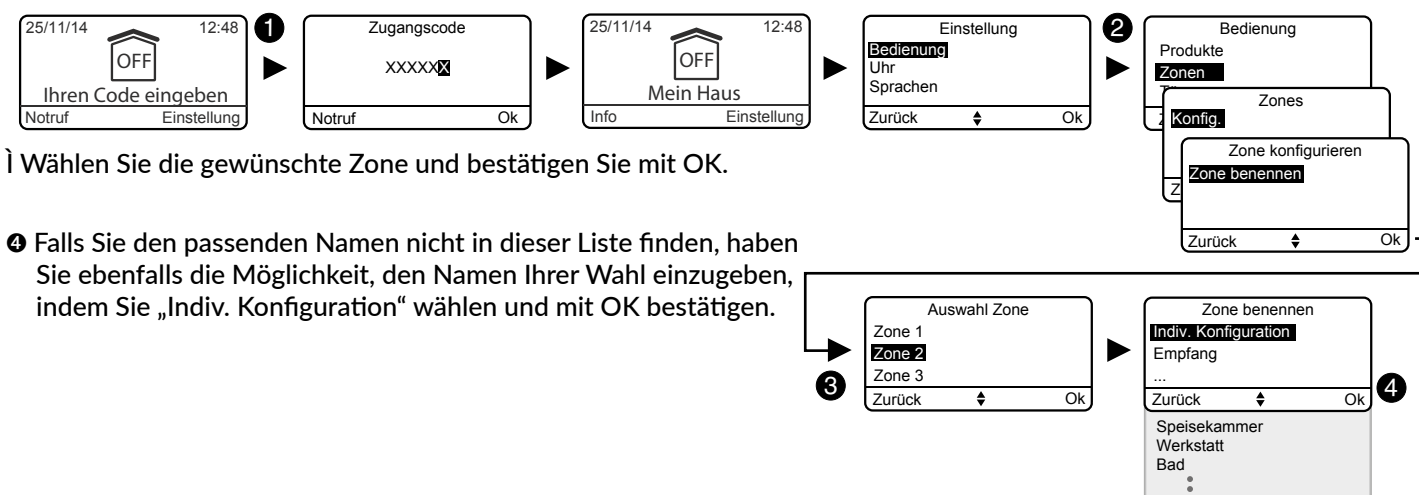 25/11/14 12:48
OFF
Ihren Code eingeben
Notruf Einstellung
❶
Zugangscode
XXXXXX
Notruf Ok
25/11/14 12:48
OFF
Mein Haus
Info Einstellung
Einstellung
Bedienung
Uhr
Sprachen
Zurück Ok
❷
Bedienung
Produkte
Zonen
Zones
Konfig.
Z
Zone konfigurieren
Zone benennen
Zurück Ok
Ì Wählen Sie die gewünschte Zone und bestätigen Sie mit OK.
❹ Falls Sie den passenden Namen nicht in dieser Liste finden, haben
Sie ebenfalls die Möglichkeit, den Namen Ihrer Wahl einzugeben,
indem Sie „Indiv. Konfiguration“ wählen und mit OK bestätigen.
❸
Auswahl Zone
Zone 1
Zone 2
Zone 3
Zurück Ok
Zone benennen
Indiv. Konfiguration
Empfang
...
Zurück Ok
❹
Speisekammer
Werkstatt
Bad